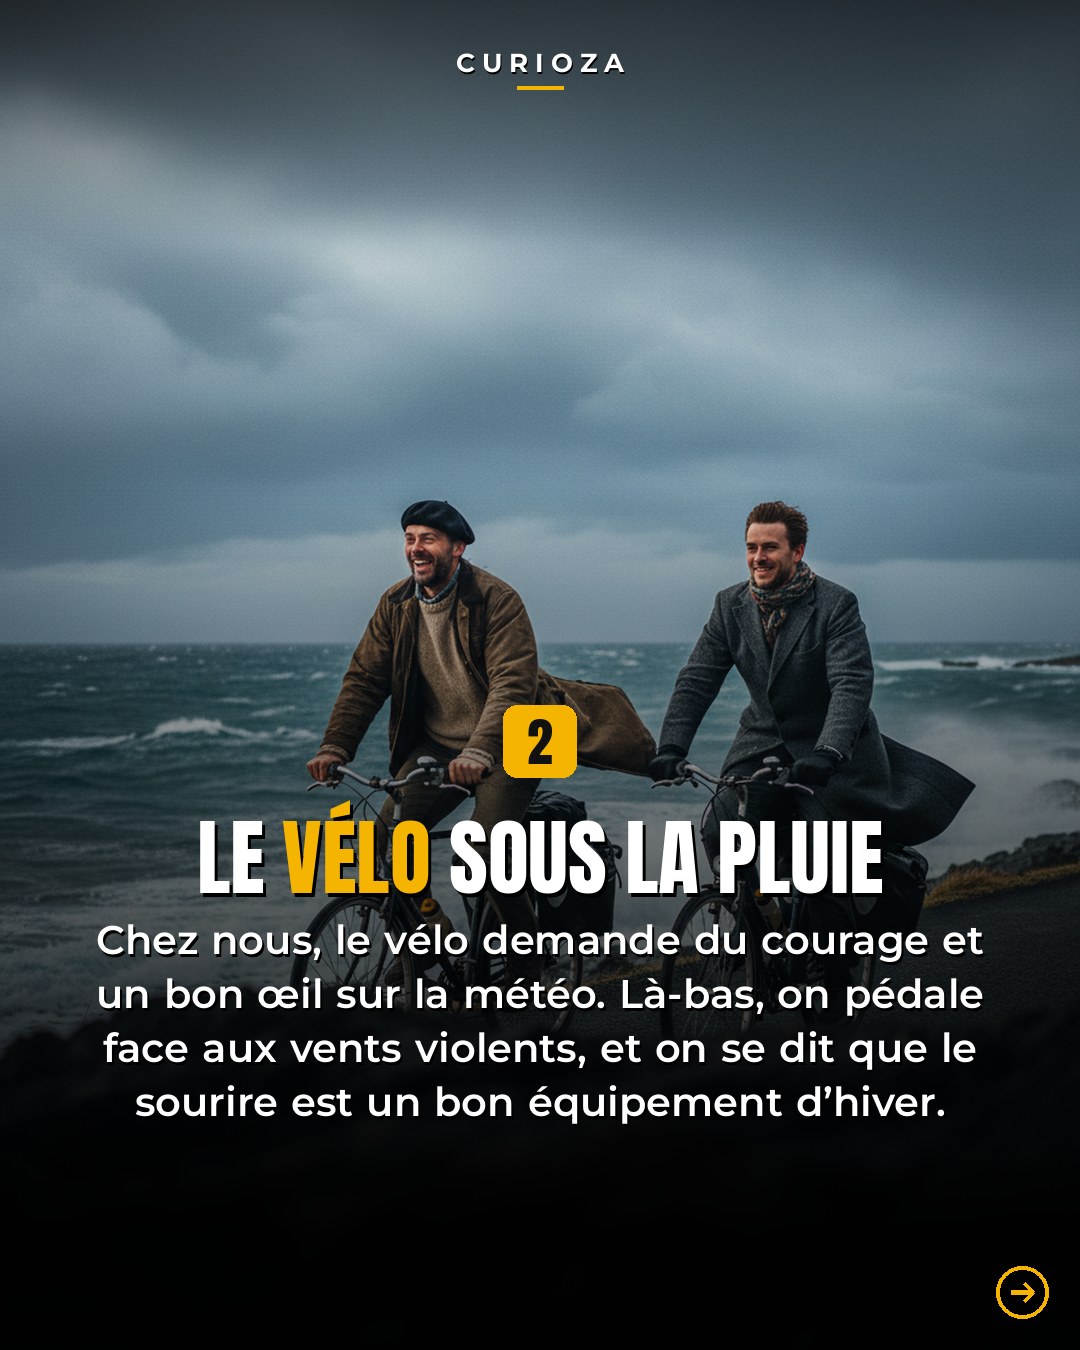 CURIOZA
2
LE VÉLO SOUS LA PLUIE
Chez nous, le vélo demande du courage et
un bon œil sur la météo. Là-bas, on pédale
face aux vents violents, et on se dit que le
sourire est un bon équipement d’hiver.